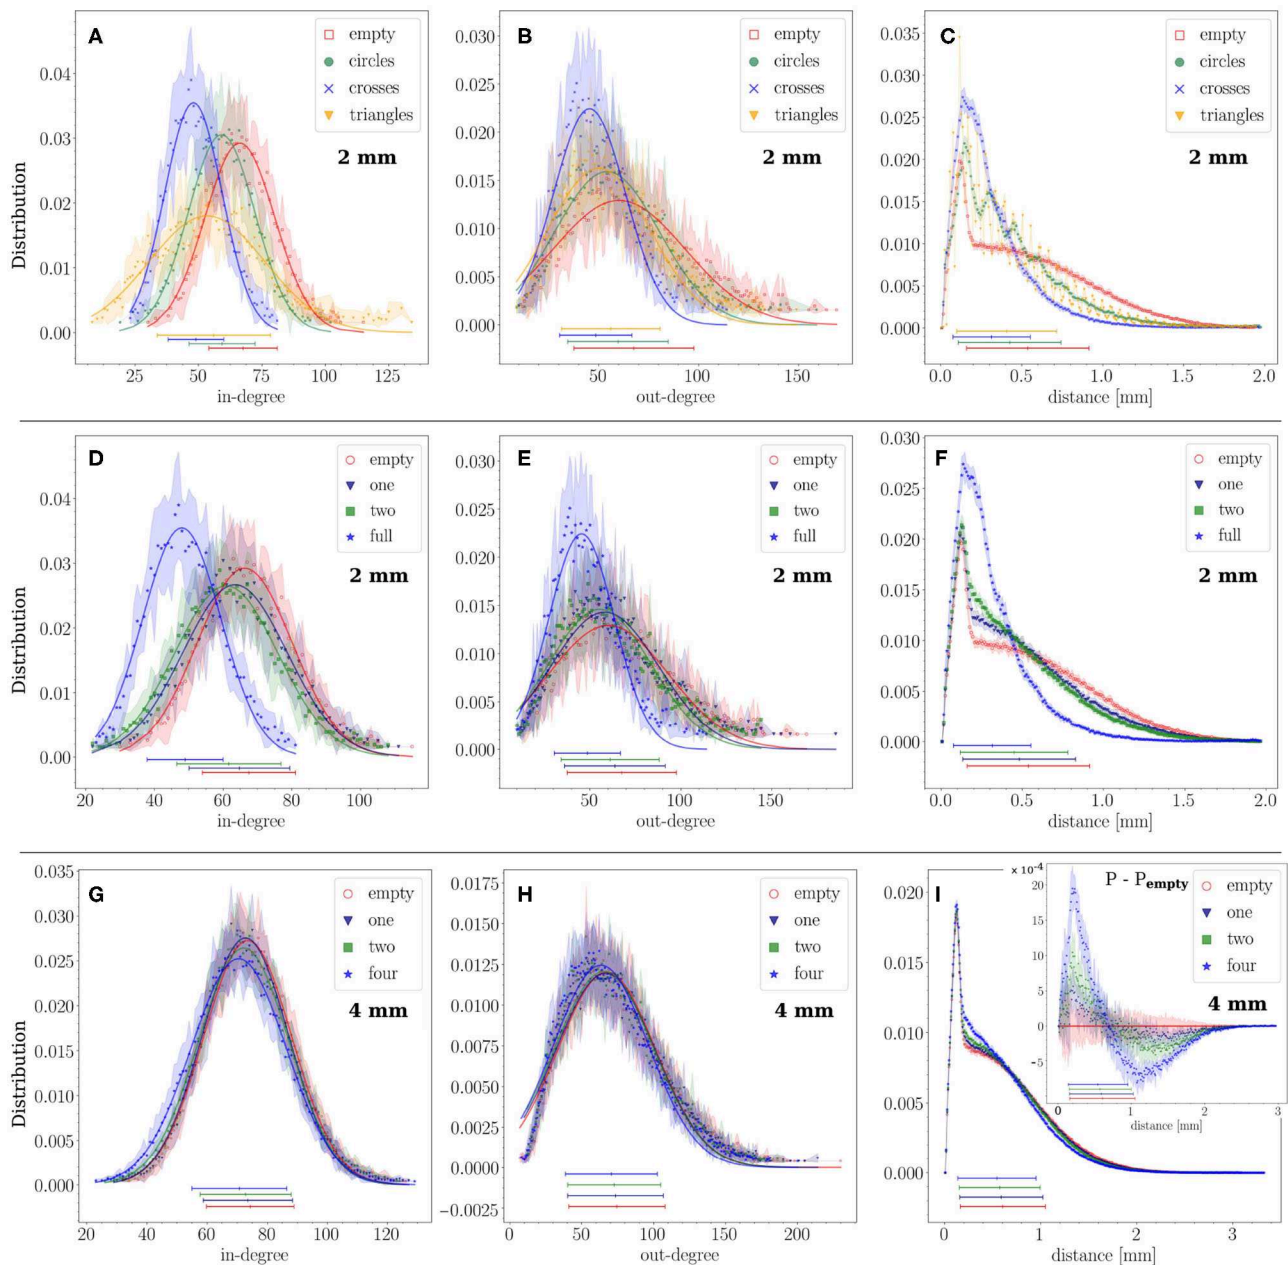 A
empty
circles
crosses
triangles
2 mm
0.04
0.03
0.02
0.01
0.00
Distribution
25 50 75 100 125
in-degree
B
empty
circles
crosses
triangles
2 mm
0.030
0.025
0.020
0.015
0.010
0.005
0.000
50 100 150
out-degree
C
empty
circles
crosses
triangles
2 mm
0.035
0.030
0.025
0.020
0.015
0.010
0.005
0.000
0.0 0.5 1.0 1.5 2.0
distance [mm]
D
empty
one
two
full
2 mm
0.04
0.03
0.02
0.01
0.00
Distribution
20 40 60 80 100
in-degree
E
empty
one
two
full
2 mm
0.030
0.025
0.020
0.015
0.010
0.005
0.000
50 100 150
out-degree
F
empty
one
two
full
2 mm
0.030
0.025
0.020
0.015
0.010
0.005
0.000
0.0 0.5 1.0 1.5 2.0
distance [mm]
G
empty
one
two
four
4 mm
0.035
0.030
0.025
0.020
0.015
0.010
0.005
0.000
Distribution
20 40 60 80 100 120
in-degree
H
empty
one
two
four
4 mm
0.0175
0.0150
0.0125
0.0100
0.0075
0.0050
0.0025
0.0000
−0.0025
0 50 100 150 200
out-degree
I
× 10⁻⁴
P - Pempty
empty
one
two
four
4 mm
20
15
10
5
0
-5
0 1 2 3
distance [mm]
0.020
0.015
0.010
0.005
0.000
0 1 2 3
distance [mm]